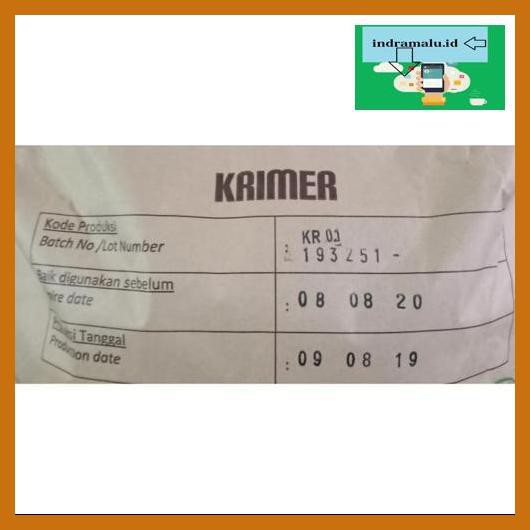 indramalu.id
KRIMER
Kode Produksi
Batch No /Lot Number
: KR 01
193251 -
Baik digunakan sebelum
Expire date
: 08 08 20
Tanggal
Production date
: 09 08 19